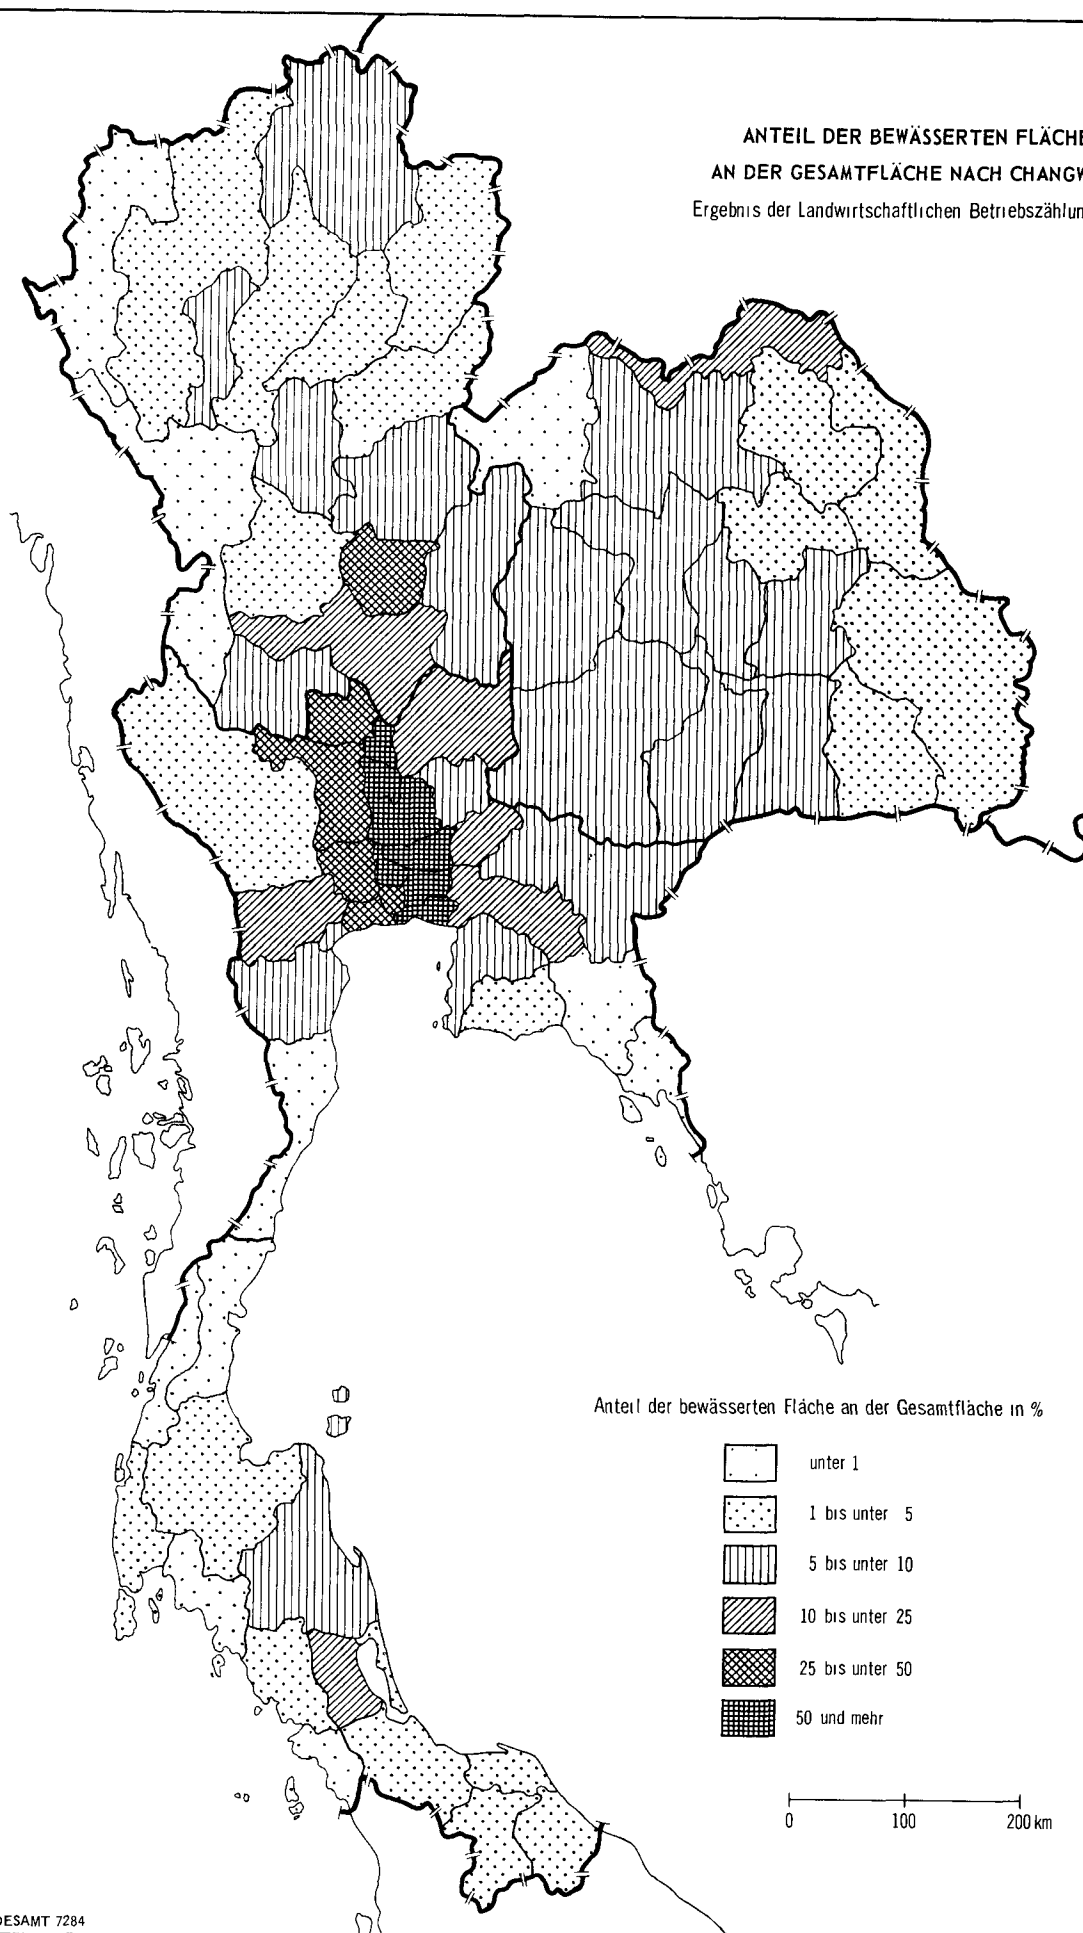 ANTEIL DER BEWÄSSERTEN FLÄCHE
AN DER GESAMTFLÄCHE NACH CHANGW
Ergebnis der Landwirtschaftlichen Betriebszählun
Anteil der bewässerten Fläche an der Gesamtfläche in %
unter 1
1 bis unter 5
5 bis unter 10
10 bis unter 25
25 bis unter 50
50 und mehr
0 100 200 km
DESAMT 7284